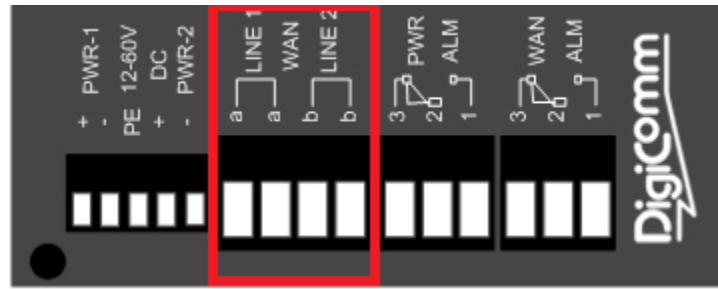 + PWR-1
-
PE 12-60V
+ DC
- PWR-2
a LINE 1
a WAN
b LINE 2
b
3 PWR
2 ALM
1
3 WAN
2 ALM
1
DigiComm